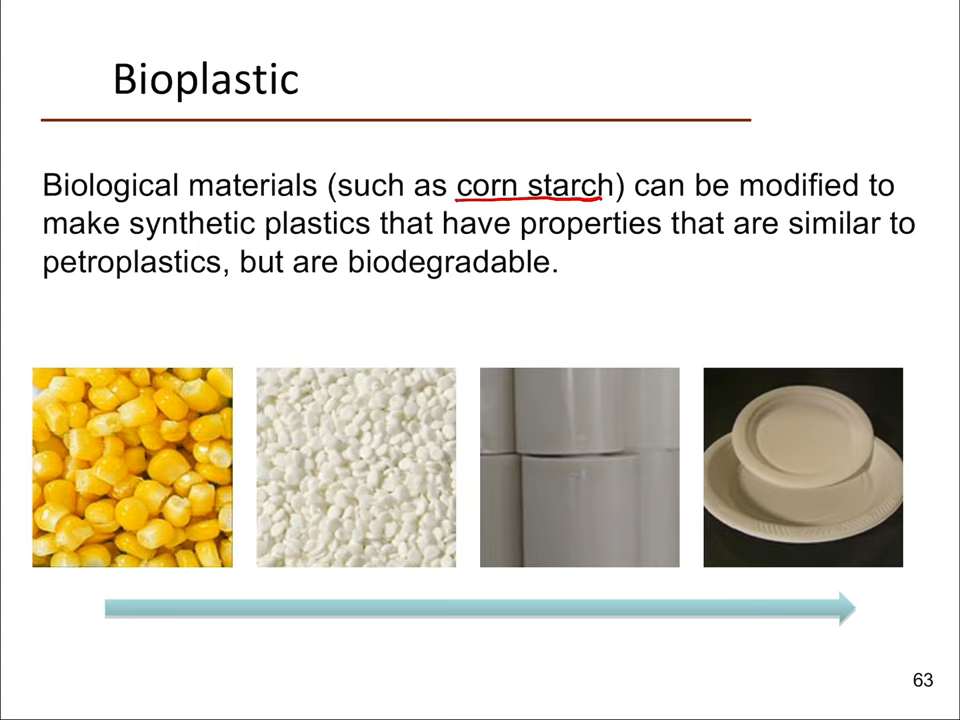 Bioplastic
Biological materials (such as corn starch) can be modified to
make synthetic plastics that have properties that are similar to
petroplastics, but are biodegradable.
63